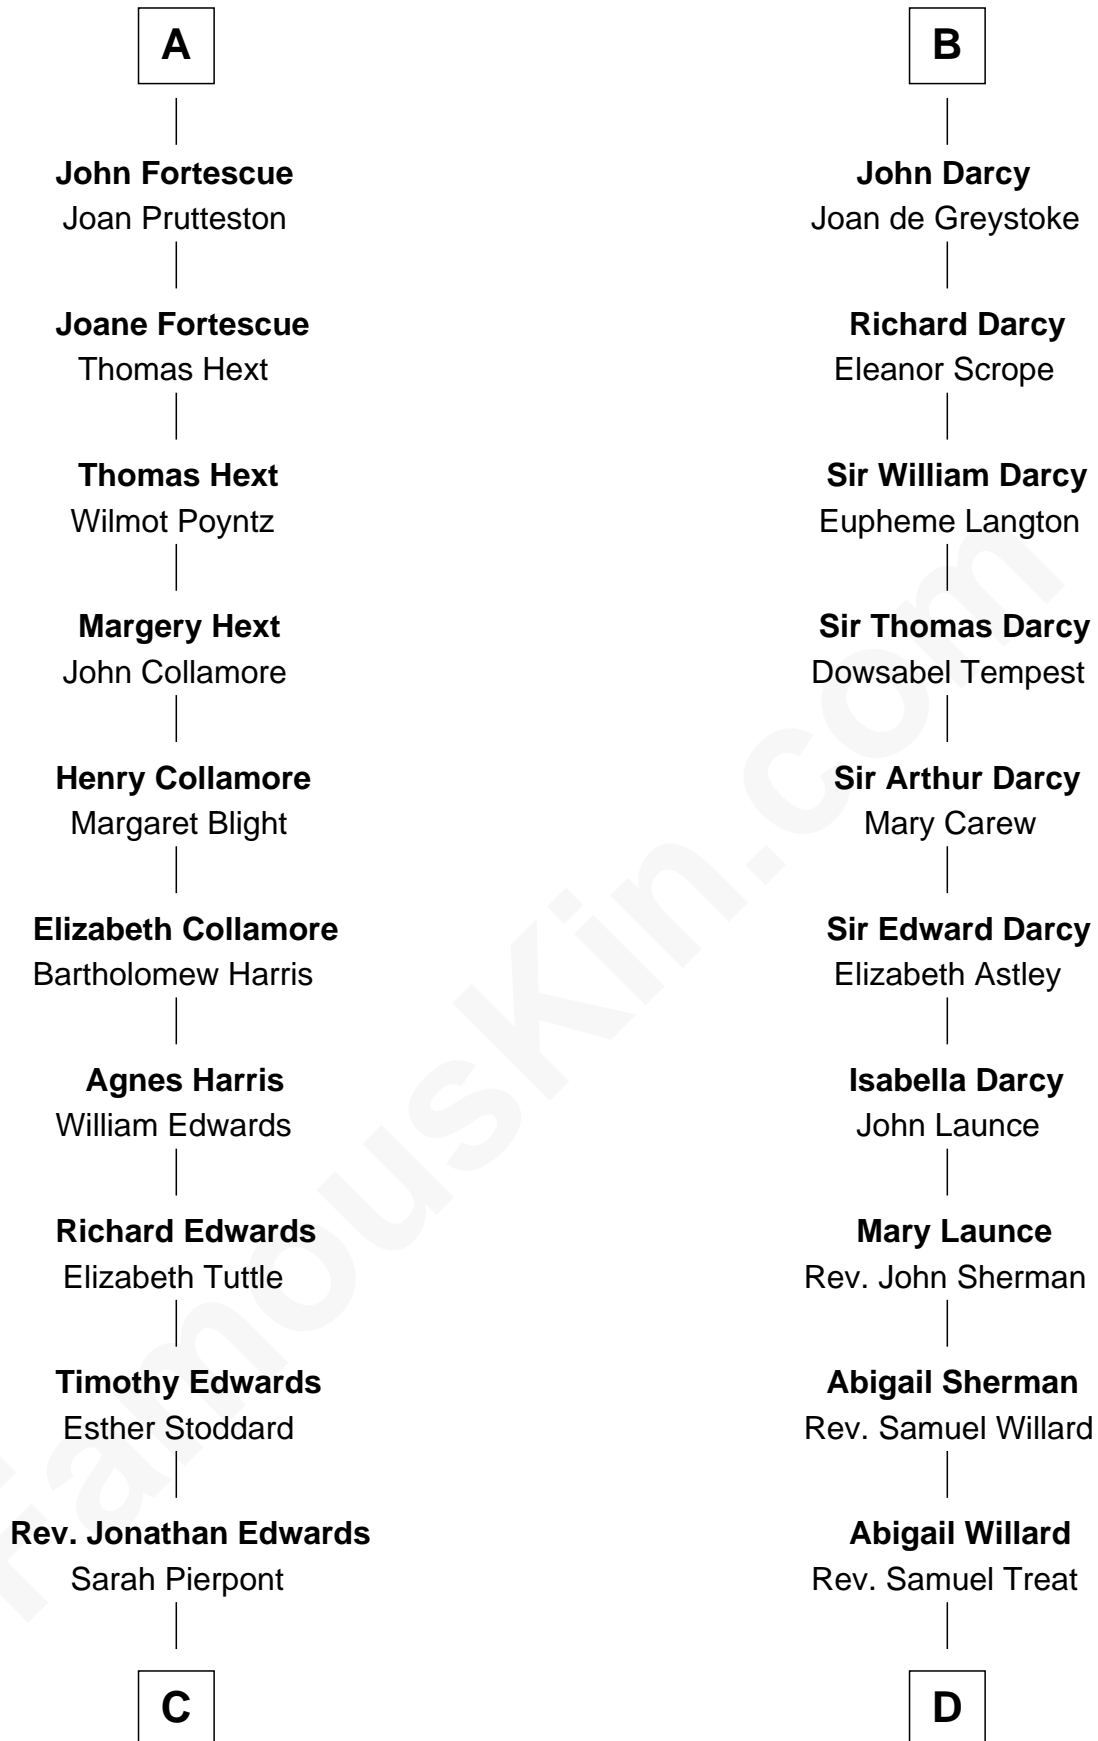 A
John Fortescue
Joan Prutteston
Joane Fortescue
Thomas Hext
Thomas Hext
Wilmot Poyntz
Margery Hext
John Collamore
Henry Collamore
Margaret Blight
Elizabeth Collamore
Bartholomew Harris
Agnes Harris
William Edwards
Richard Edwards
Elizabeth Tuttle
Timothy Edwards
Esther Stoddard
Rev. Jonathan Edwards
Sarah Pierpont
C
B
John Darcy
Joan de Greystoke
Richard Darcy
Eleanor Scrope
Sir William Darcy
Eupheme Langton
Sir Thomas Darcy
Dowsabel Tempest
Sir Arthur Darcy
Mary Carew
Sir Edward Darcy
Elizabeth Astley
Isabella Darcy
John Launce
Mary Launce
Rev. John Sherman
Abigail Sherman
Rev. Samuel Willard
Abigail Willard
Rev. Samuel Treat
D
FamousKin.com